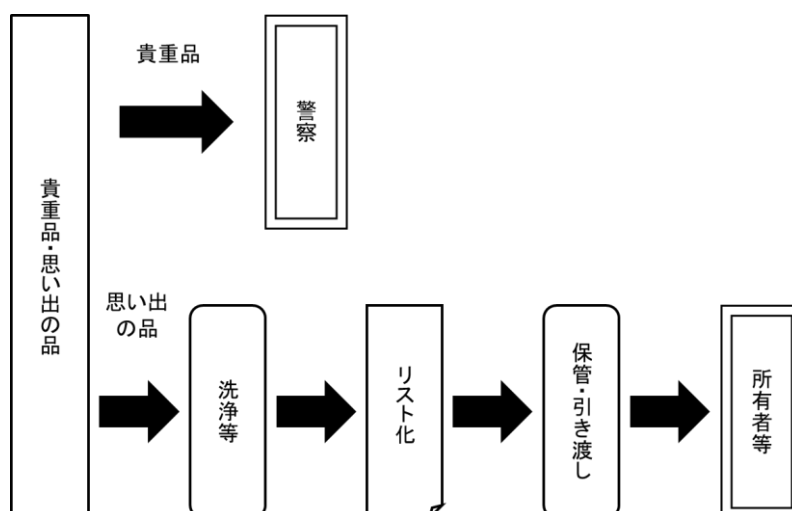 貴重品・思い出の品
貴重品
警察
思い出
の品
洗浄等
リスト化
保管・引き渡し
所有者等